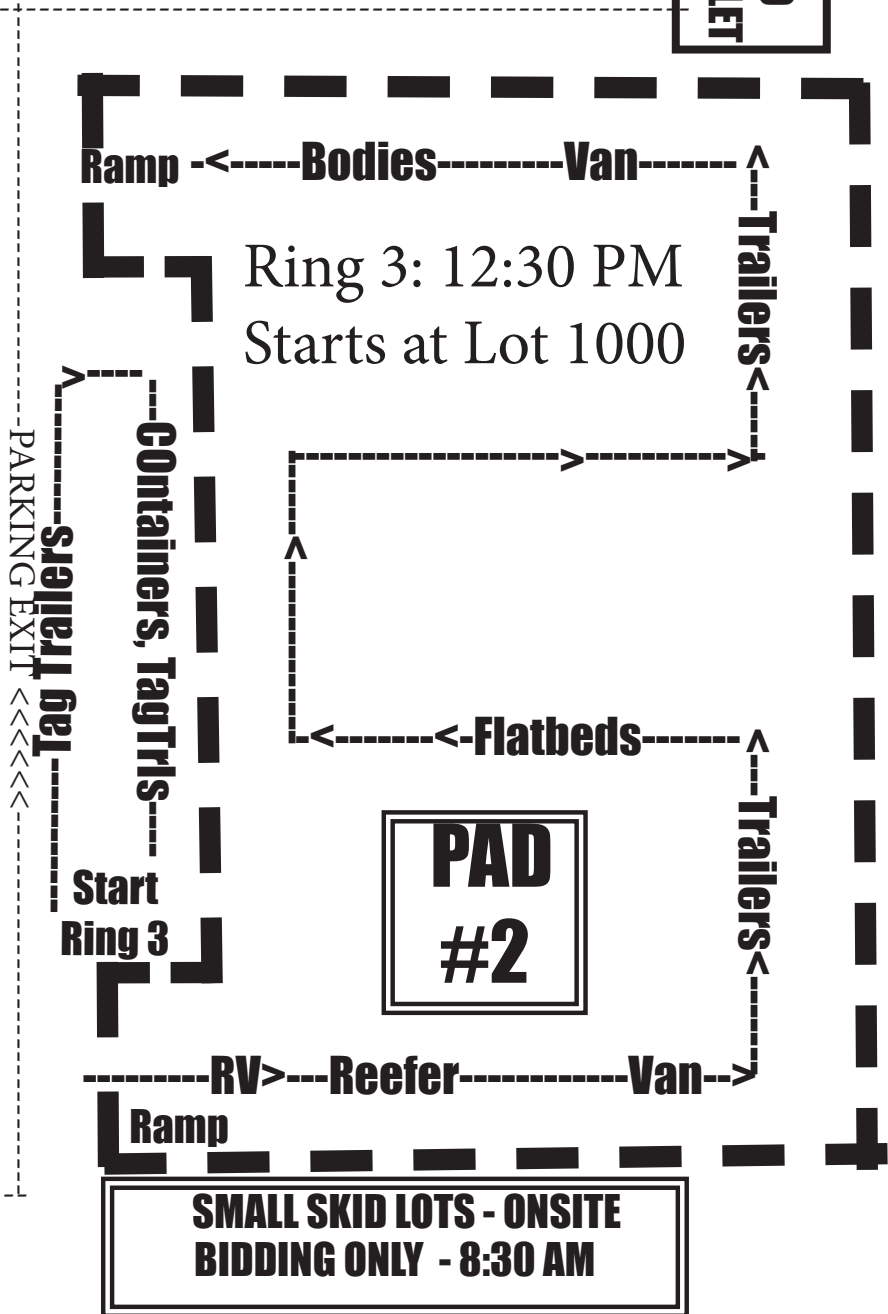 LET
Ramp -<-----Bodies---------Van-------
<---Trailers<-----
Ring 3: 12:30 PM
Starts at Lot 1000
---------->----
---COntainers, TagTrls----
-PARKING EXIT <<<<<<<
Tag Trailers
------------------->---------->-
------->-----------
-<-------<-Flatbeds-------
<---Trailers<--------
PAD
#2
Start
Ring 3
---------RV>---Reefer------------Van-->
Ramp
SMALL SKID LOTS - ONSITE
BIDDING ONLY - 8:30 AM